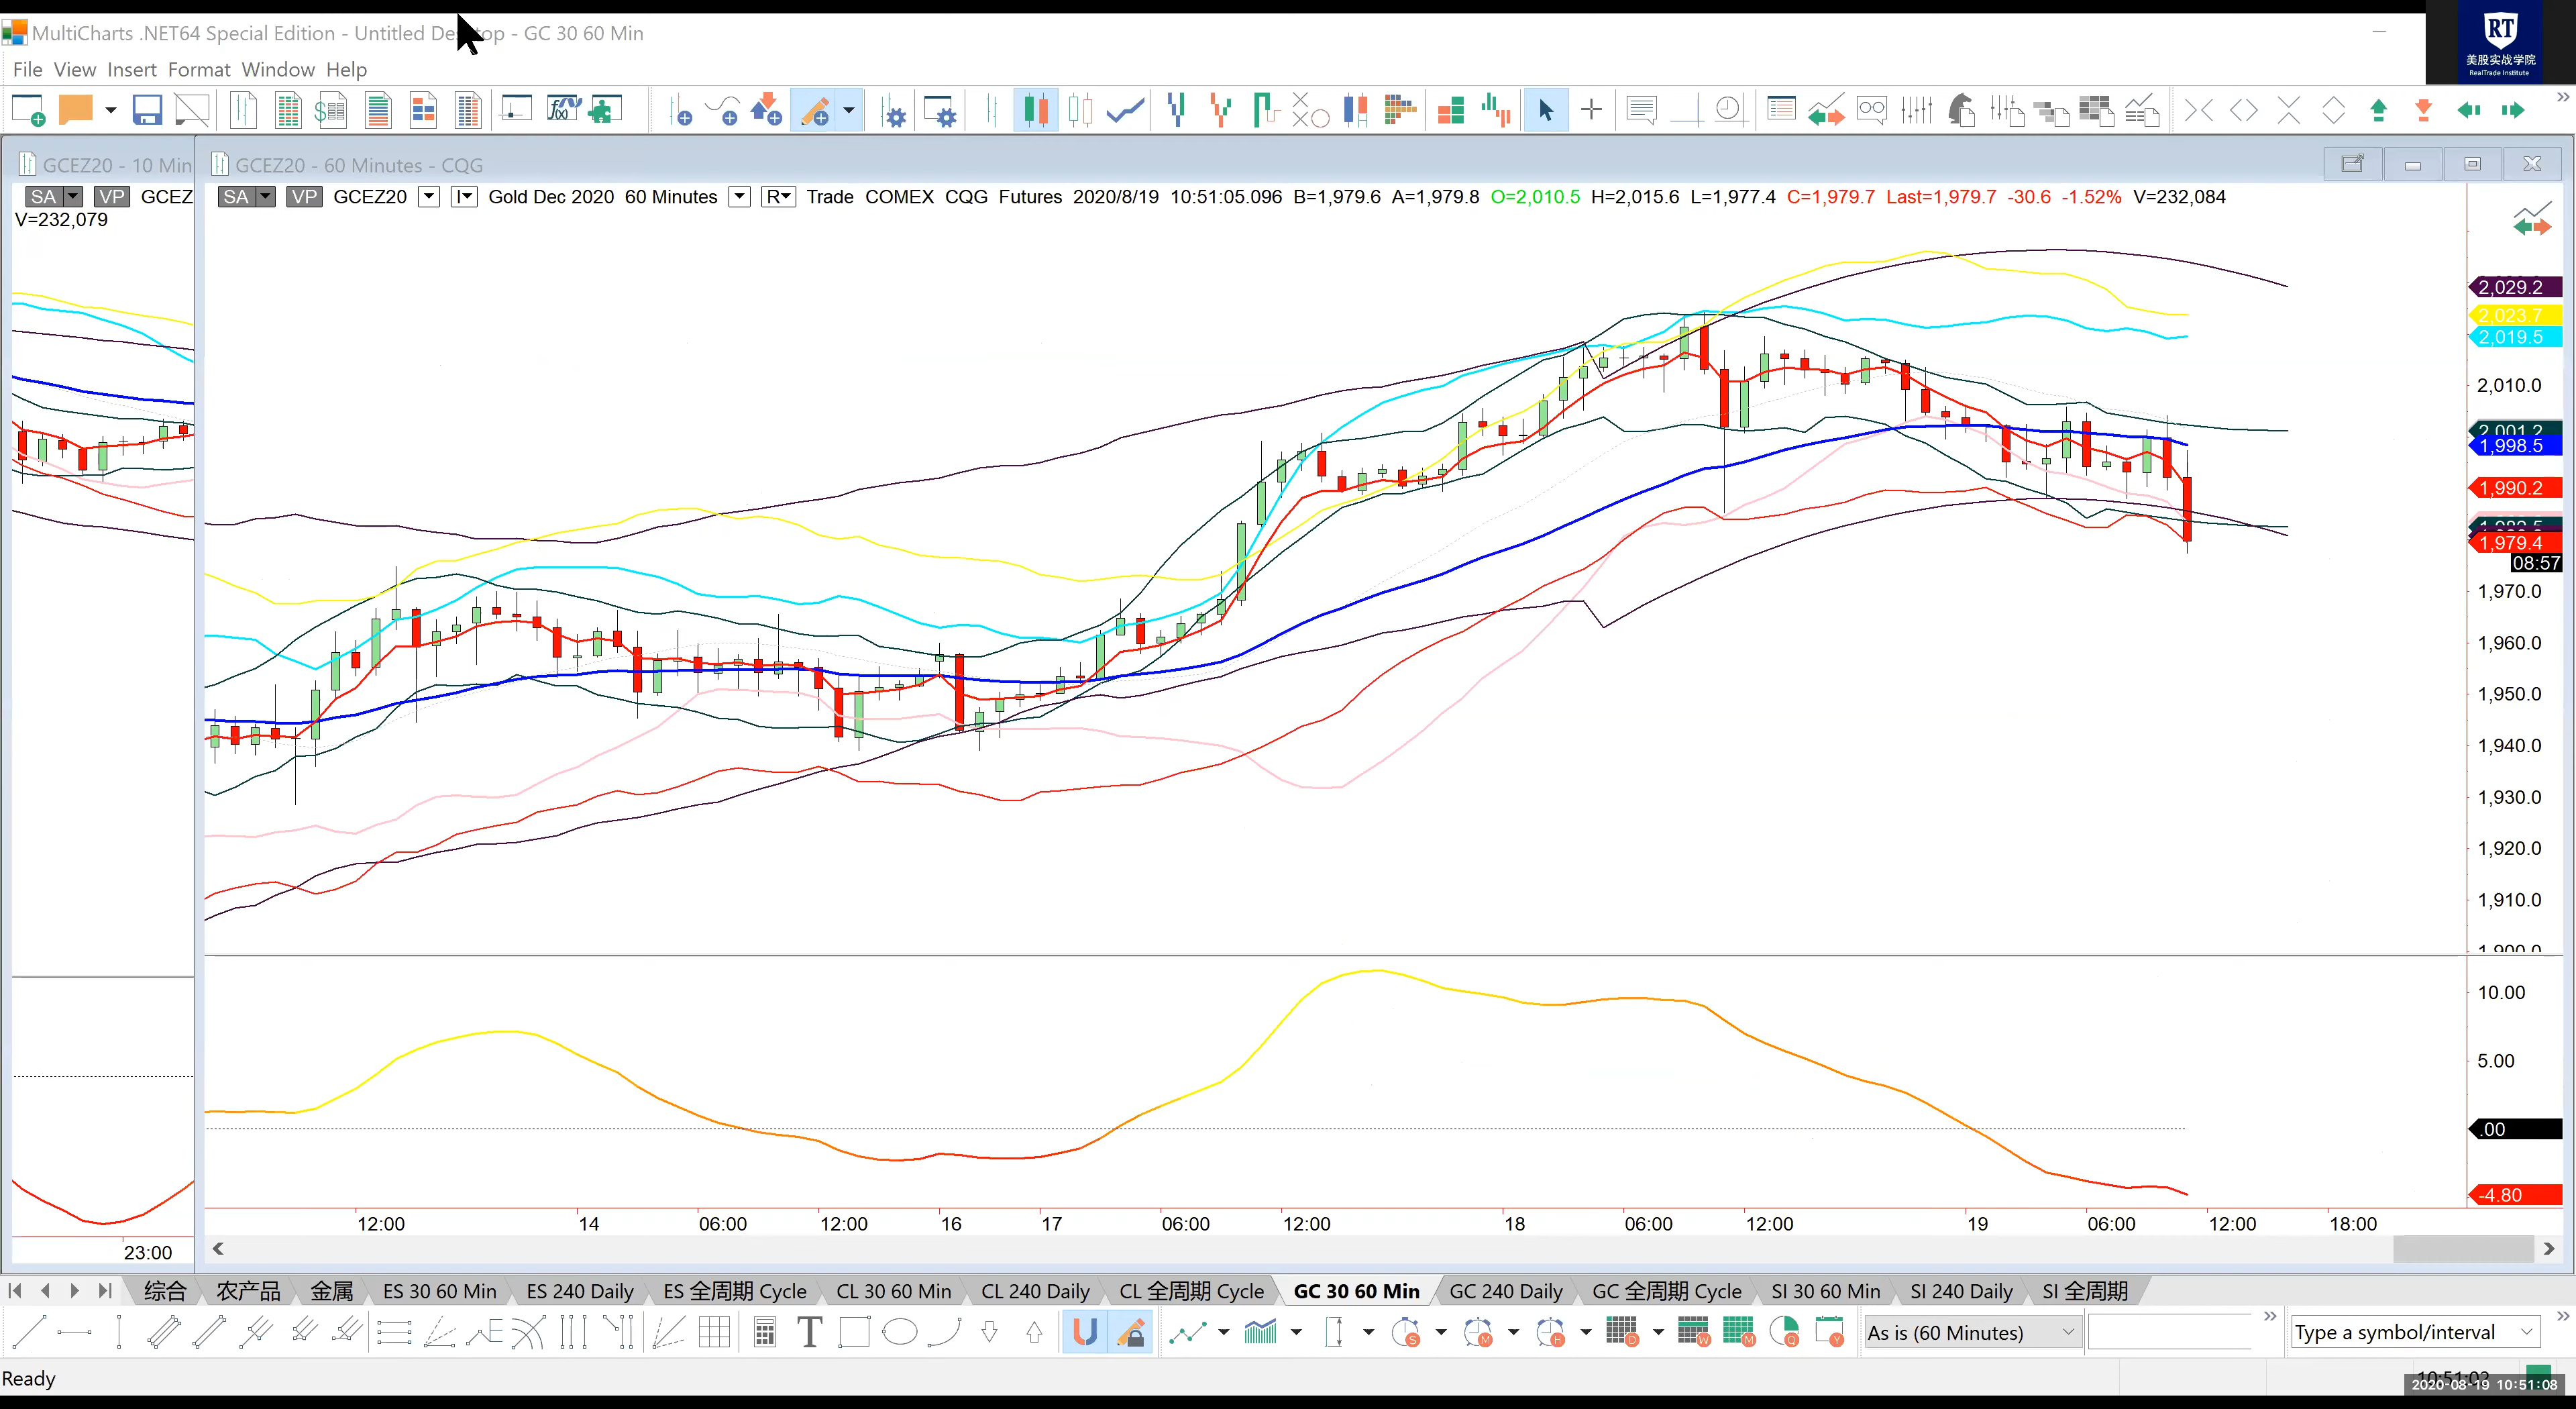 MultiCharts .NET64 Special Edition - Untitled Desktop - GC 30 60 Min
RT
美股实战学院
RealTrade Institute
File View Insert Format Window Help
GCEZ20 - 10 Min
GCEZ20 - 60 Minutes - CQG
SA VP GCEZ
V=232,079
SA VP GCEZ20 Gold Dec 2020 60 Minutes R Trade COMEX CQG Futures 2020/8/19 10:51:05.096 B=1,979.6 A=1,979.8 O=2,010.5 H=2,015.6 L=1,977.4 C=1,979.7 Last=1,979.7 -30.6 -1.52% V=232,084
2,029.2
2,023.7
2,019.5
2,010.0
2,001.2
1,998.5
1,990.2
1,979.4
08:57
1,970.0
1,960.0
1,950.0
1,940.0
1,930.0
1,920.0
1,910.0
1,900.0
10.00
5.00
.00
-4.80
12:00 14 06:00 12:00 16 17 06:00 12:00 18 06:00 12:00 19 06:00 12:00 18:00
23:00
综合 农产品 金属 ES 30 60 Min ES 240 Daily ES 全周期 Cycle CL 30 60 Min CL 240 Daily CL 全周期 Cycle GC 30 60 Min GC 240 Daily GC 全周期 Cycle SI 30 60 Min SI 240 Daily SI 全周期
As is (60 Minutes)
Type a symbol/interval
Ready
2020-08-19 10:51:08